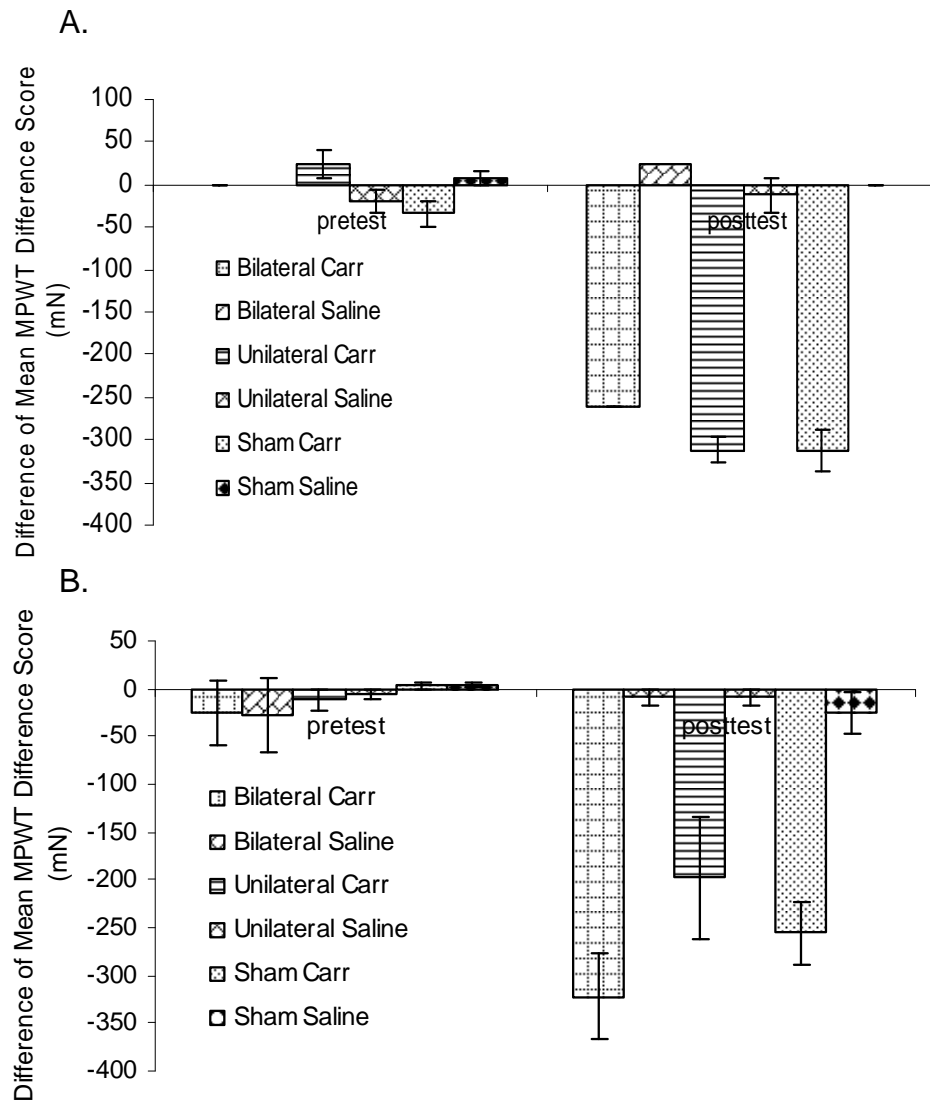 A.
Difference of Mean MPWT Difference Score
(mN)
100
50
0
-50
-100
-150
-200
-250
-300
-350
-400
pretest
posttest
Bilateral Carr
Bilateral Saline
Unilateral Carr
Unilateral Saline
Sham Carr
Sham Saline
B.
Difference of Mean MPWT Difference Score
(mN)
50
0
-50
-100
-150
-200
-250
-300
-350
-400
pretest
posttest
Bilateral Carr
Bilateral Saline
Unilateral Carr
Unilateral Saline
Sham Carr
Sham Saline